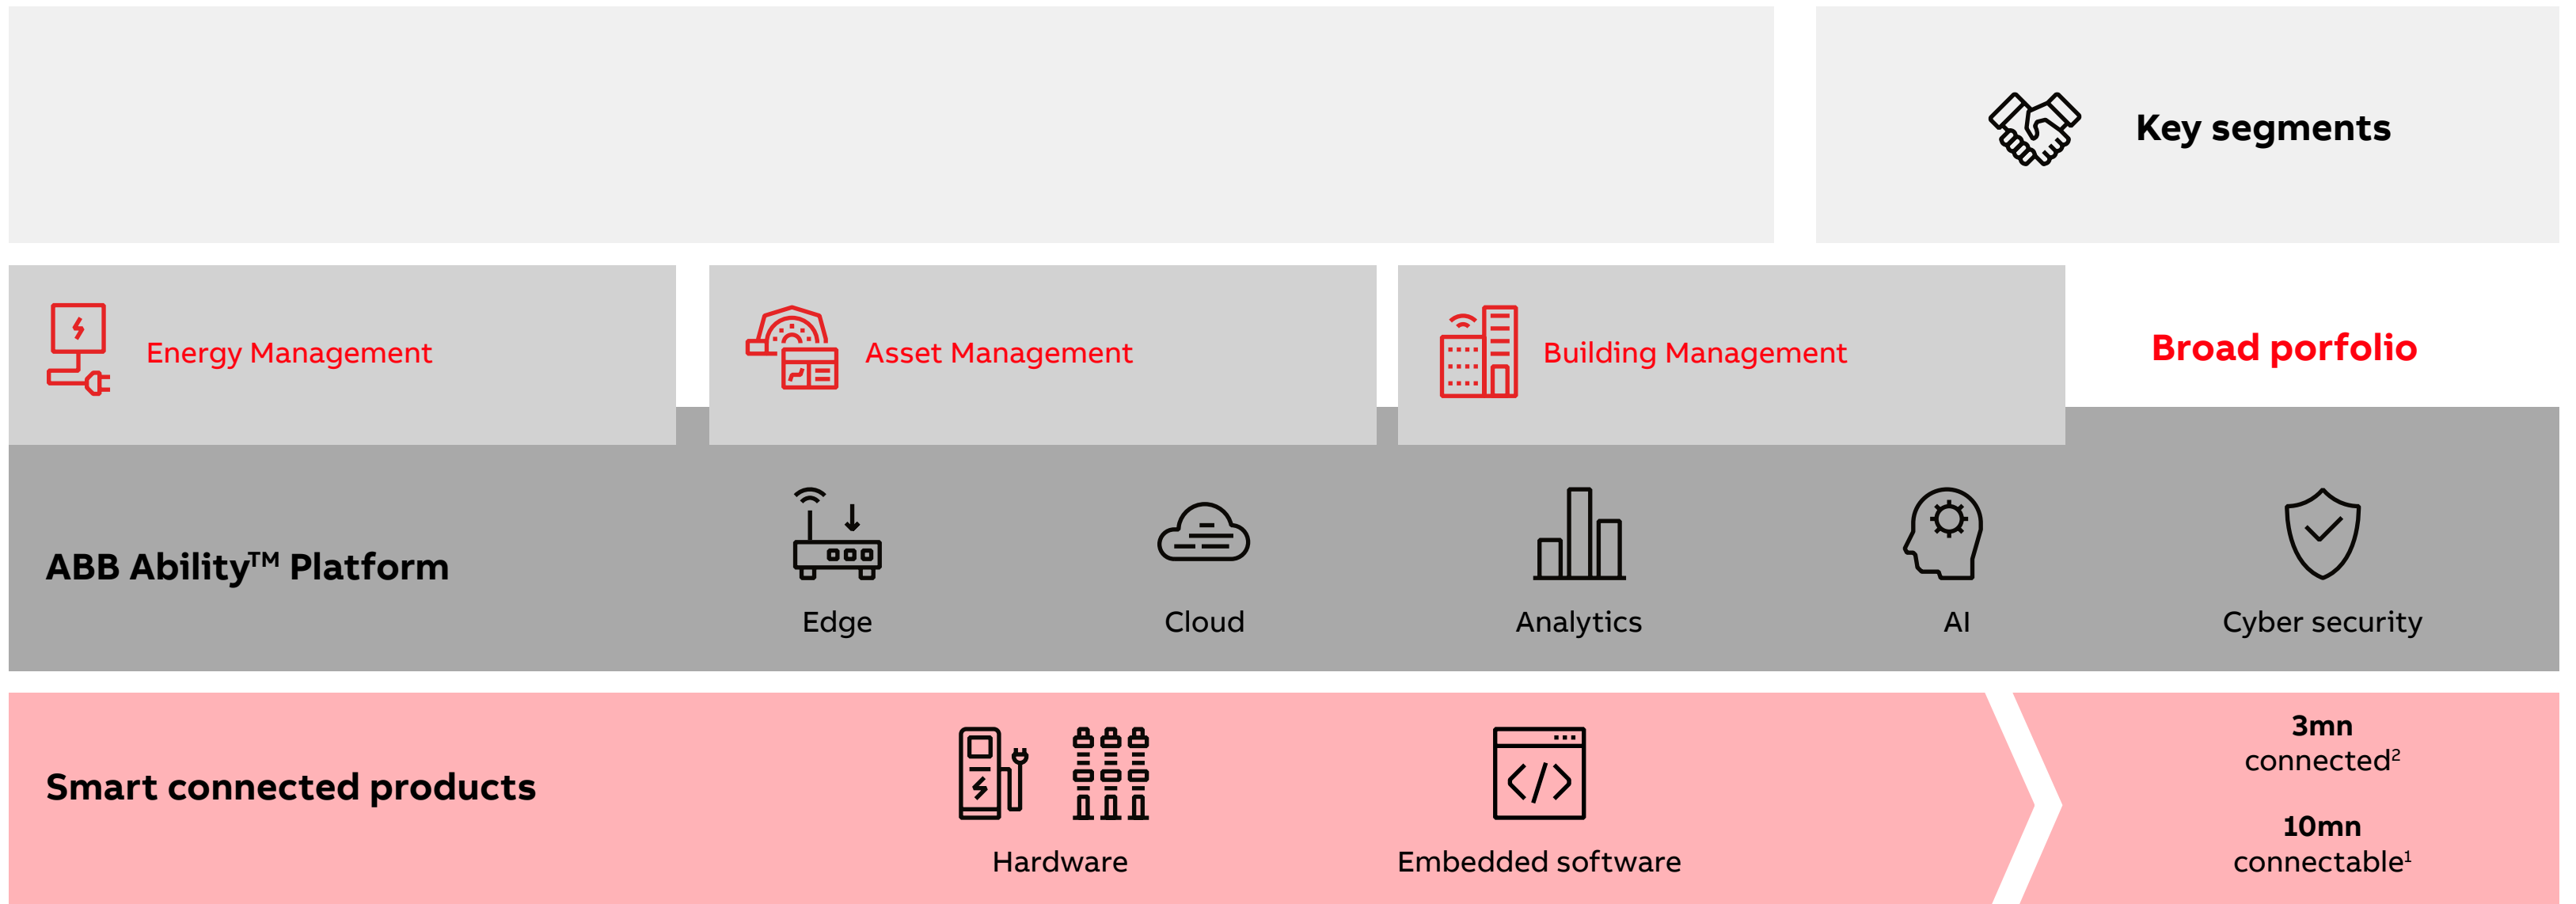 Key segments
Energy Management
Asset Management
Building Management
Broad porfolio
ABB Ability™ Platform
Edge
Cloud
Analytics
AI
Cyber security
Smart connected products
Hardware
Embedded software
3mn
connected²
10mn
connectable¹